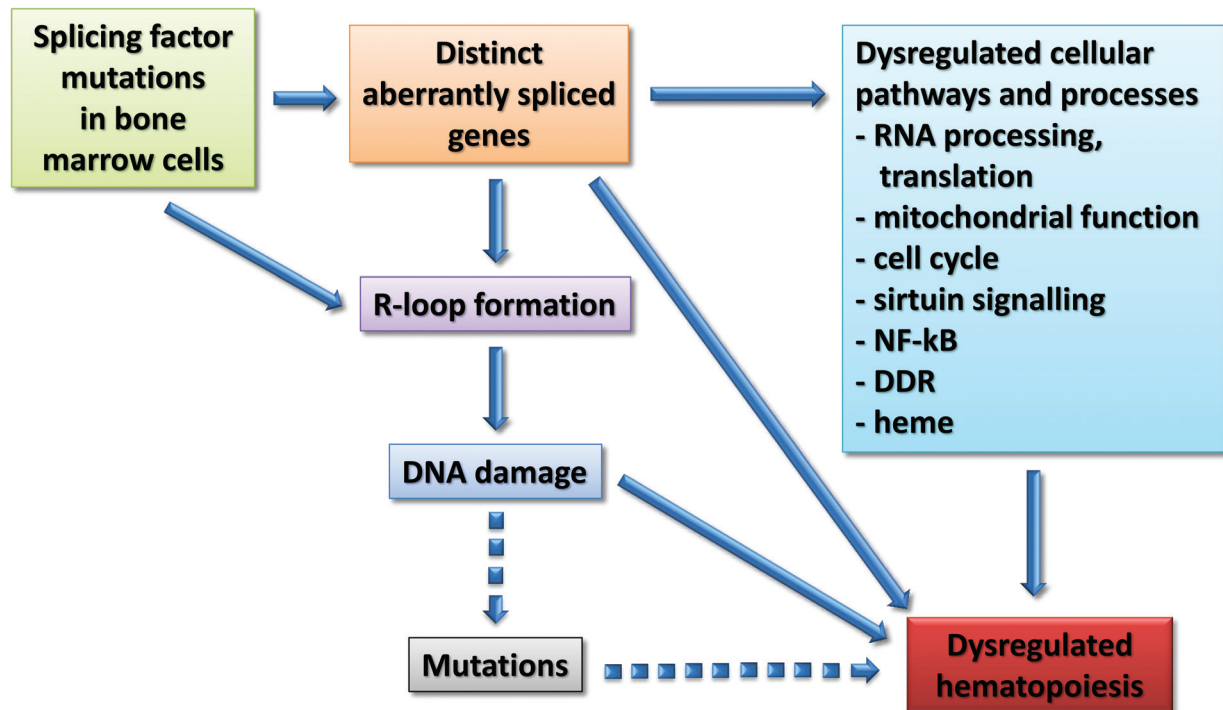 Splicing factor
mutations
in bone
marrow cells
Distinct
aberrantly spliced
genes
Dysregulated cellular
pathways and processes
- RNA processing,
translation
- mitochondrial function
- cell cycle
- sirtuin signalling
- NF-kB
- DDR
- heme
R-loop formation
DNA damage
Mutations
Dysregulated
hematopoiesis